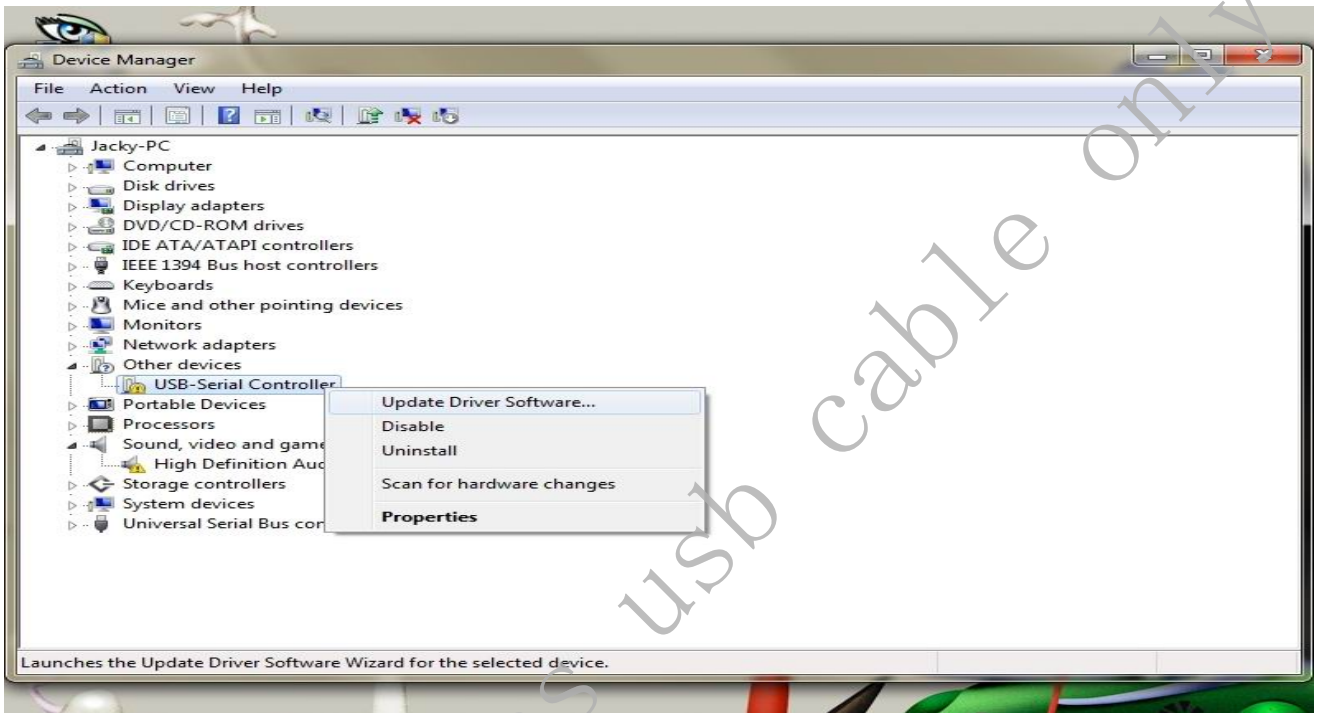 Device Manager
File Action View Help
Jacky-PC
Computer
Disk drives
Display adapters
DVD/CD-ROM drives
IDE ATA/ATAPI controllers
IEEE 1394 Bus host controllers
Keyboards
Mice and other pointing devices
Monitors
Network adapters
Other devices
USB-Serial Controller
Portable Devices
Processors
Sound, video and game
High Definition Aud
Storage controllers
System devices
Universal Serial Bus con
Update Driver Software...
Disable
Uninstall
Scan for hardware changes
Properties
Launches the Update Driver Software Wizard for the selected device.
s usb cable only